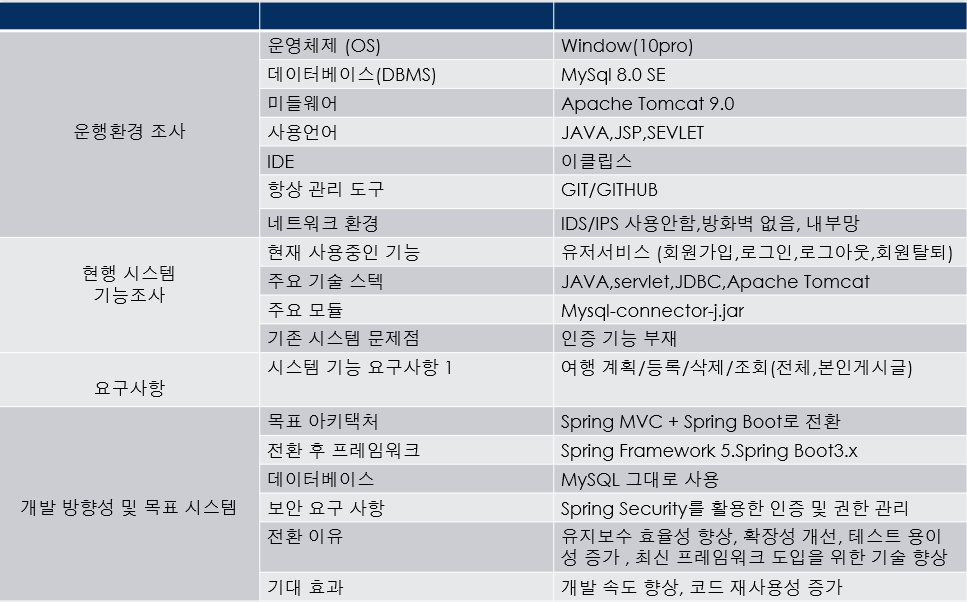 운행환경 조사
운영체제 (OS)
Window(10pro)
데이터베이스(DBMS)
MySql 8.0 SE
미들웨어
Apache Tomcat 9.0
사용언어
JAVA,JSP,SEVLET
IDE
이클립스
항상 관리 도구
GIT/GITHUB
네트워크 환경
IDS/IPS 사용안함,방화벽 없음, 내부망
현행 시스템
기능조사
현재 사용중인 기능
유저서비스 (회원가입,로그인,로그아웃,회원탈퇴)
주요 기술 스텍
JAVA,servlet,JDBC,Apache Tomcat
주요 모듈
Mysql-connector-j.jar
기존 시스템 문제점
인증 기능 부재
요구사항
시스템 기능 요구사항 1
여행 계획/등록/삭제/조회(전체,본인게시글)
개발 방향성 및 목표 시스템
목표 아키택처
Spring MVC + Spring Boot로 전환
전환 후 프레임워크
Spring Framework 5.Spring Boot3.x
데이터베이스
MySQL 그대로 사용
보안 요구 사항
Spring Security를 활용한 인증 및 권한 관리
전환 이유
유지보수 효율성 향상, 확장성 개선, 테스트 용이
성 증가 , 최신 프레임워크 도입을 위한 기술 향상
기대 효과
개발 속도 향상, 코드 재사용성 증가